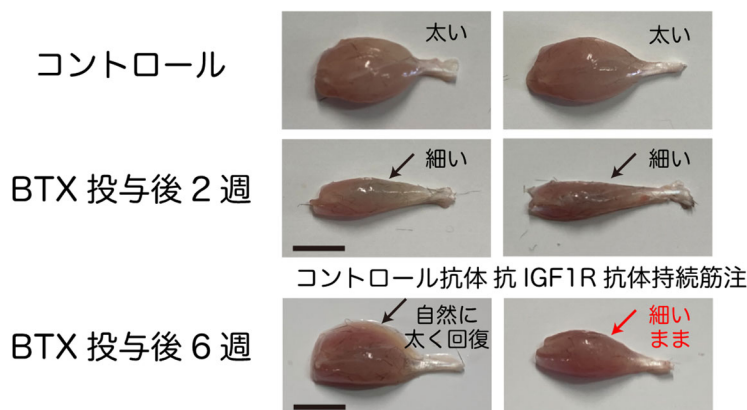 コントロール
太い
太い
BTX 投与後 2 週
細い
細い
コントロール抗体 抗 IGF1R 抗体持続筋注
BTX 投与後 6 週
自然に
太く回復
細い
まま